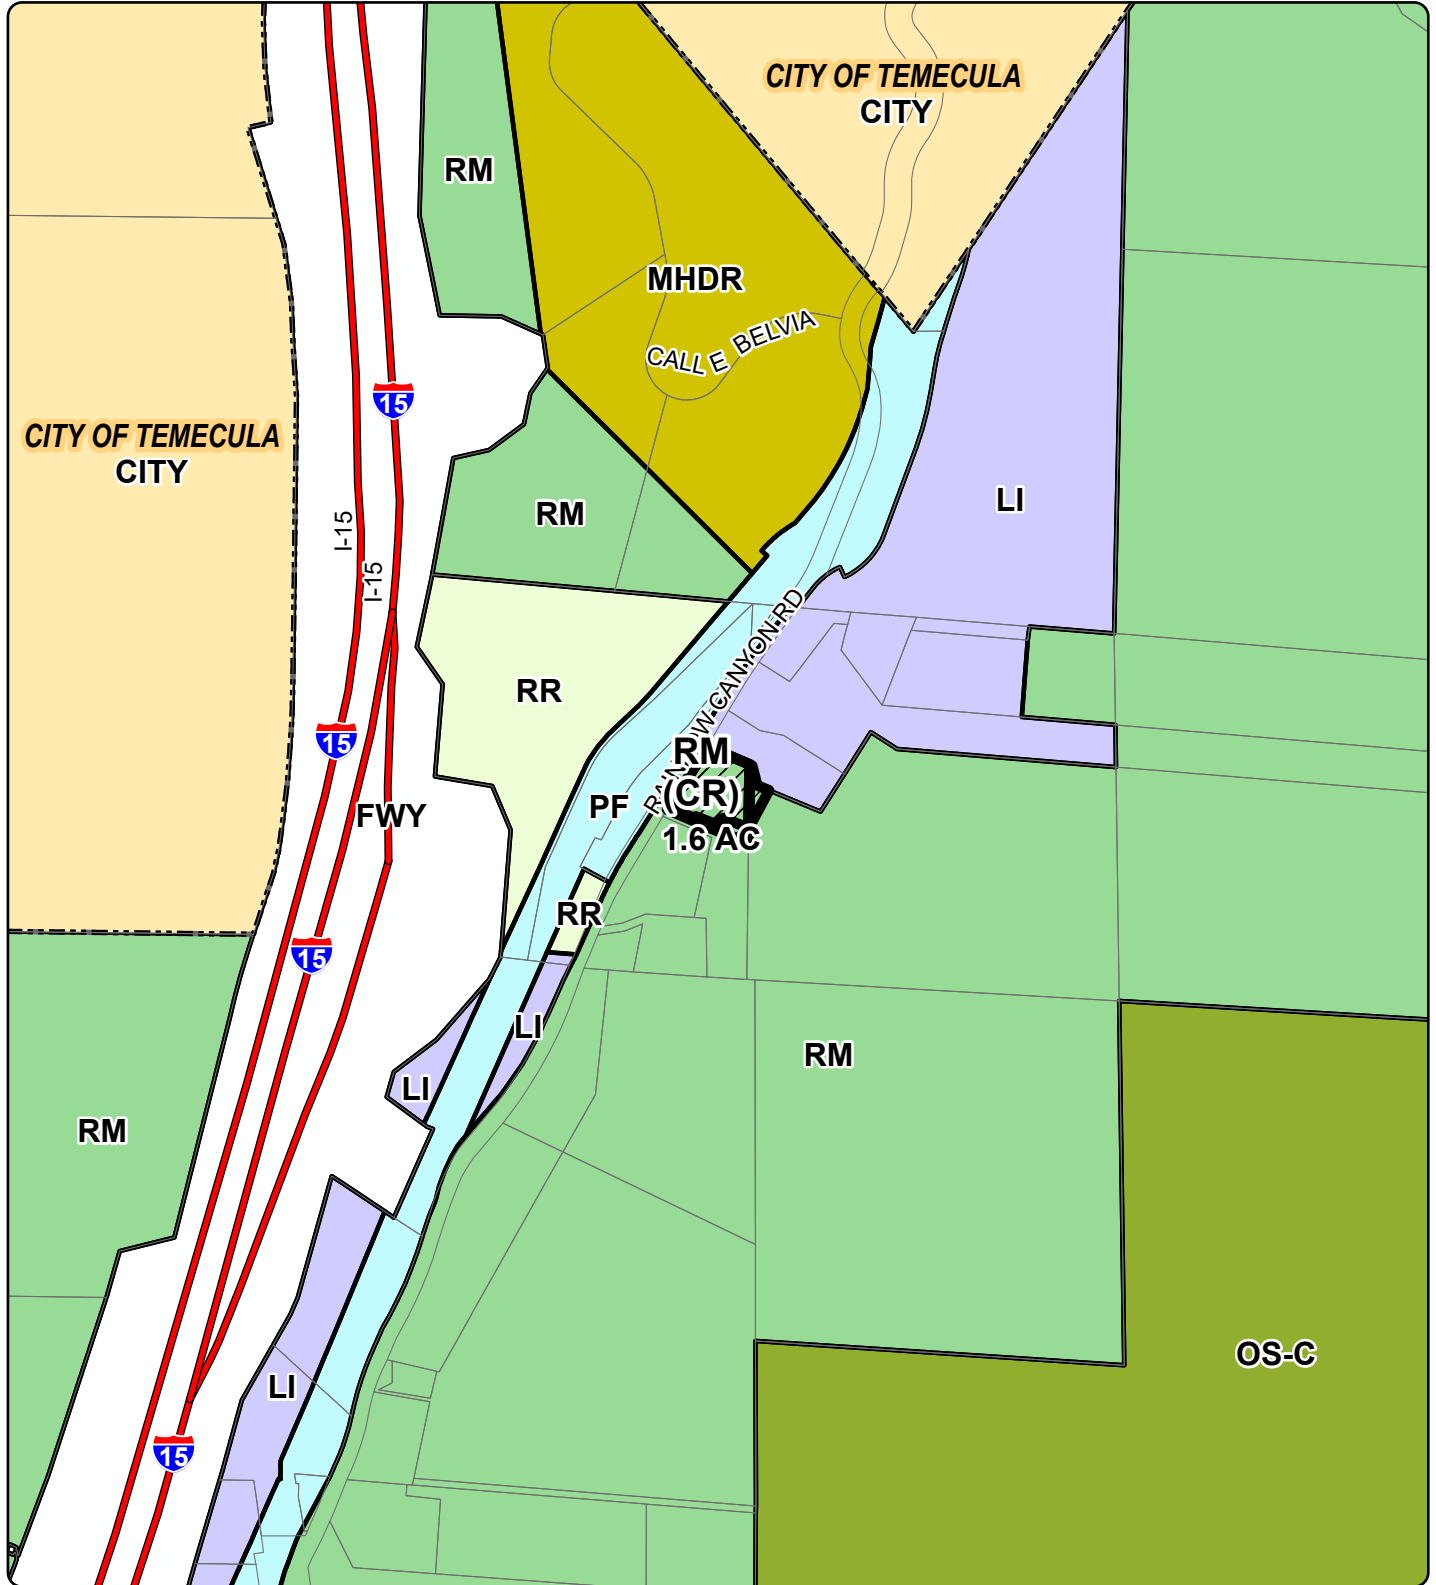 CITY OF TEMECULA
CITY
RM
MHDR
CALLE BELVIA
15
CITY OF TEMECULA
CITY
LI
RM
I-15
I-15
RAINBOW CANYON RD
RR
15
RM
(CR)
1.6 AC
PF
FWY
RR
15
LI
RM
LI
RM
OS-C
LI
15